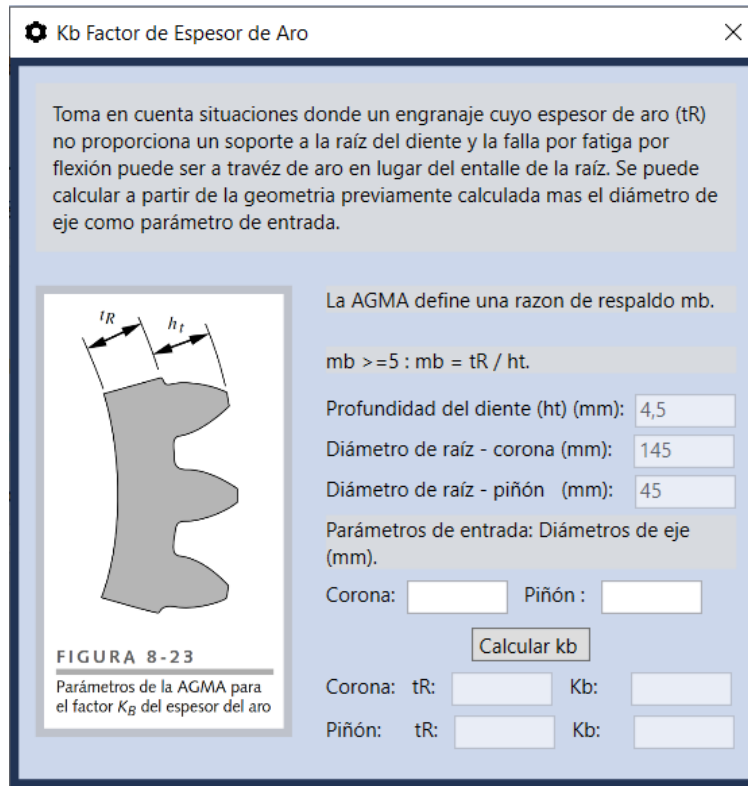 Kb Factor de Espesor de Aro
Toma en cuenta situaciones donde un engranaje cuyo espesor de aro (tR)
no proporciona un soporte a la raíz del diente y la falla por fatiga por
flexión puede ser a travéz de aro en lugar del entalle de la raíz. Se puede
calcular a partir de la geometria previamente calculada mas el diámetro de
eje como parámetro de entrada.
tR
ht
FIGURA 8-23
Parámetros de la AGMA para
el factor KB del espesor del aro
La AGMA define una razon de respaldo mb.
mb >=5 : mb = tR / ht.
Profundidad del diente (ht) (mm): 4,5
Diámetro de raíz - corona (mm): 145
Diámetro de raíz - piñón (mm): 45
Parámetros de entrada: Diámetros de eje
(mm).
Corona: Piñón :
Calcular kb
Corona: tR: Kb:
Piñón: tR: Kb: